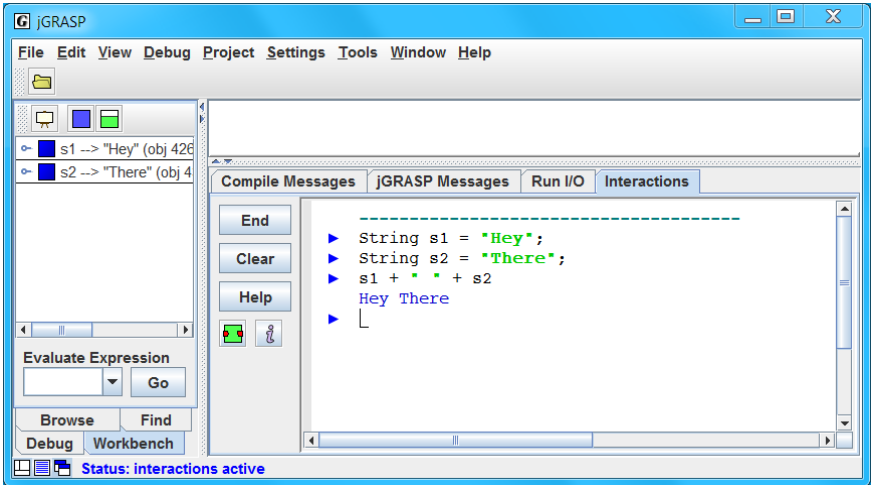 G jGRASP
File Edit View Debug Project Settings Tools Window Help
s1 --> "Hey" (obj 426
s2 --> "There" (obj 4
Compile Messages jGRASP Messages Run I/O Interactions
End
Clear
Help
i
---------------------------------------
String s1 = "Hey";
String s2 = "There";
s1 + " " + s2
Hey There
Evaluate Expression
Go
Browse Find
Debug Workbench
Status: interactions active